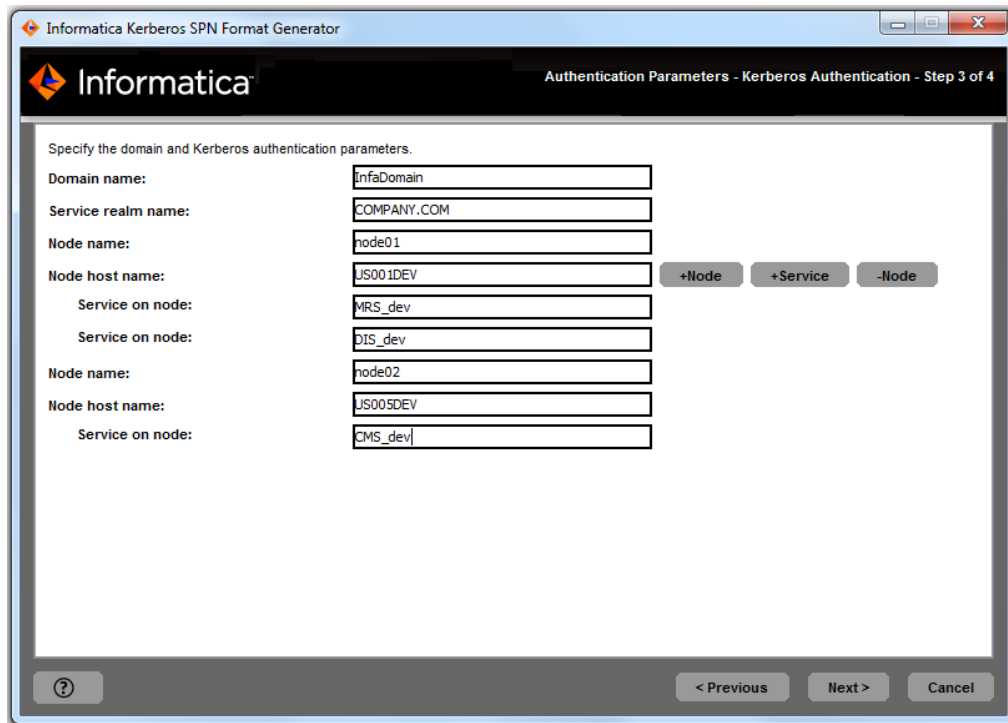 Informatica Kerberos SPN Format Generator
Informatica
Authentication Parameters - Kerberos Authentication - Step 3 of 4
Specify the domain and Kerberos authentication parameters.
Domain name: InfaDomain
Service realm name: COMPANY.COM
Node name: node01
Node host name: US001DEV +Node +Service -Node
Service on node: MRS_dev
Service on node: DIS_dev
Node name: node02
Node host name: US005DEV
Service on node: CMS_dev
? < Previous Next > Cancel